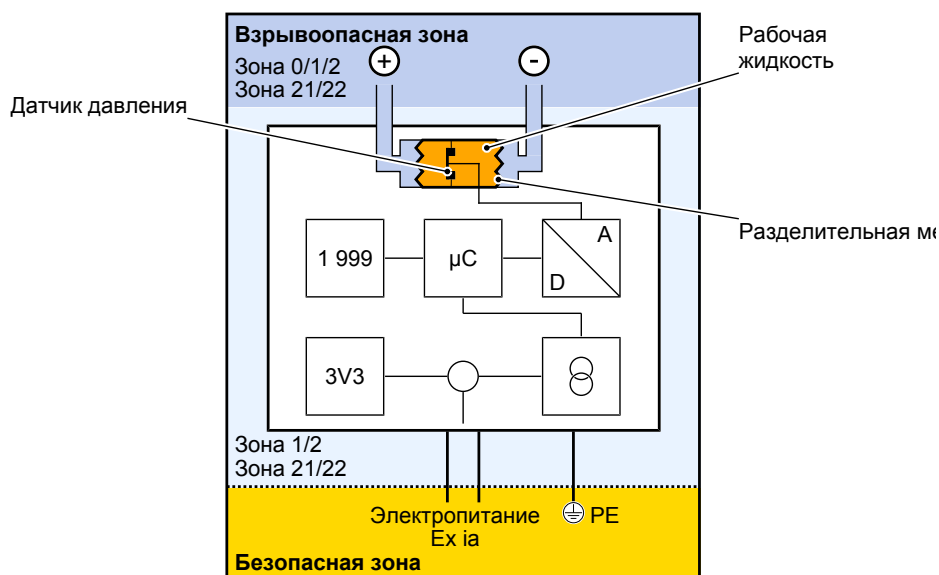 Взрывоопасная зона
Зона 0/1/2
Зона 21/22
+
-
Рабочая
жидкость
Датчик давления
Разделительная
1 999
µC
A
D
3V3
Зона 1/2
Зона 21/22
Электропитание
Ex ia
PE
Безопасная зона